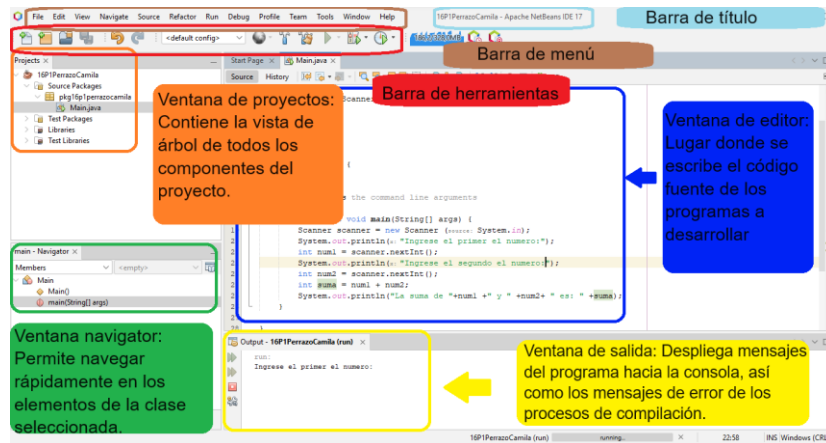 File Edit View Navigate Source Refactor Run Debug Profile Team Tools Window Help
16P1PerrazoCamila - Apache NetBeans IDE 17
Barra de título
<default config>
Barra de menú
Projects
Start Page Main.java
Source History
Barra de herramientas
16P1PerrazoCamila
Source Packages
pkg16p1perrazocamila
Main.java
Test Packages
Libraries
Test Libraries
Ventana de proyectos:
Contiene la vista de
árbol de todos los
componentes del
proyecto.
Ventana de editor:
Lugar donde se
escribe el código
fuente de los
programas a
desarrollar
{
the command line arguments
void main(String[] args) {
Scanner scanner = new Scanner (source: System.in);
System.out.println(x: "Ingrese el primer el numero:");
int num1 = scanner.nextInt();
System.out.println(x: "Ingrese el segundo el numero:");
int num2 = scanner.nextInt();
int suma = num1 + num2;
System.out.println("La suma de "+num1 +" y " +num2+ " es: " +suma);
}
}
main - Navigator
Members <empty>
Main
Main()
main(String[] args)
Ventana navigator:
Permite navegar
rápidamente en los
elementos de la clase
seleccionada.
Output - 16P1PerrazoCamila (run)
run:
Ingrese el primer el numero:
Ventana de salida: Despliega mensajes
del programa hacia la consola, así
como los mensajes de error de los
procesos de compilación.
16P1PerrazoCamila (run) running... 22:58 INS Windows (CRL